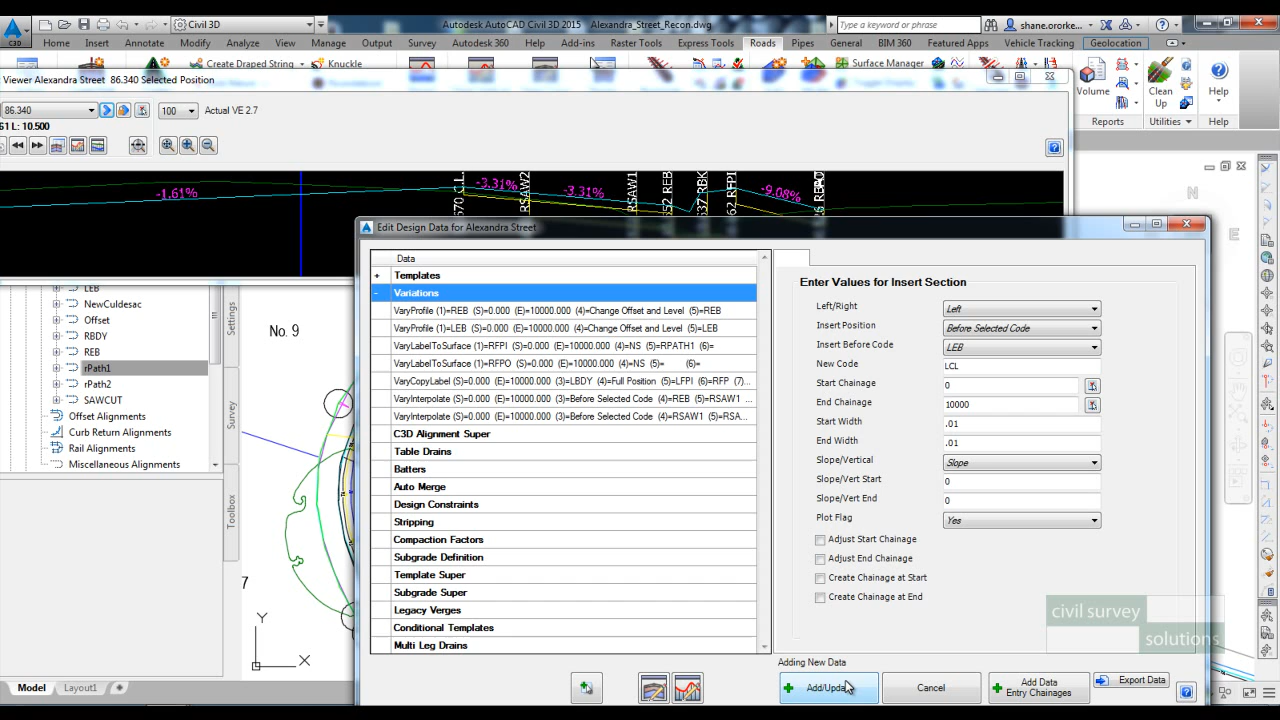 Civil 3D
Autodesk AutoCAD Civil 3D 2015 Alexandra_Street_Recon.dwg
Type a keyword or phrase
shane.ororke...
C3D
Home Insert Annotate Modify Analyze View Manage Output Survey Autodesk 360 Help Add-ins Raster Tools Express Tools Roads Pipes General BIM 360 Featured Apps Vehicle Tracking Geolocation
Create Draped String
Knuckle
Surface Manager
Viewer Alexandra Street 86.340 Selected Position
Volume
Clean Up
Help
86.340
100
Actual VE 2.7
61 L: 10.500
Reports
Utilities
Help
-1.61%
-3.31%
-3.31%
-9.08%
RSAW2
RSAW1
Edit Design Data for Alexandra Street
Data
Templates
Variations
VaryProfile (1)=REB (S)=0.000 (E)=10000.000 (4)=Change Offset and Level (5)=REB
VaryProfile (1)=LEB (S)=0.000 (E)=10000.000 (4)=Change Offset and Level (5)=LEB
VaryLabelToSurface (1)=RFPI (S)=0.000 (E)=10000.000 (4)=NS (5)=RPATH1 (6)=
VaryLabelToSurface (1)=RFPO (S)=0.000 (E)=10000.000 (4)=NS (5)= (6)=
VaryCopyLabel (S)=0.000 (E)=10000.000 (3)=LBDY (4)=Full Position (5)=LFPI (6)=RFP (7)...
VaryInterpolate (S)=0.000 (E)=10000.000 (3)=Before Selected Code (4)=REB (5)=RSAW1 ...
VaryInterpolate (S)=0.000 (E)=10000.000 (3)=Before Selected Code (4)=RSAW1 (5)=RSA...
C3D Alignment Super
Table Drains
Batters
Auto Merge
Design Constraints
Stripping
Compaction Factors
Subgrade Definition
Template Super
Subgrade Super
Legacy Verges
Conditional Templates
Multi Leg Drains
Enter Values for Insert Section
Left/Right Left
Insert Position Before Selected Code
Insert Before Code LEB
New Code LCL
Start Chainage 0
End Chainage 10000
Start Width .01
End Width .01
Slope/Vertical Slope
Slope/Vert Start 0
Slope/Vert End 0
Plot Flag Yes
Adjust Start Chainage
Adjust End Chainage
Create Chainage at Start
Create Chainage at End
Adding New Data
Cancel
Add Data Entry Chainages
Export Data
LEB
NewCuldesac
Offset
RBDY
REB
rPath1
rPath2
SAWCUT
Offset Alignments
Curb Return Alignments
Rail Alignments
Miscellaneous Alignments
Settings
Survey
Toolbox
No. 9
7
Y
X
N
E
civil survey
solutions
Model Layout1